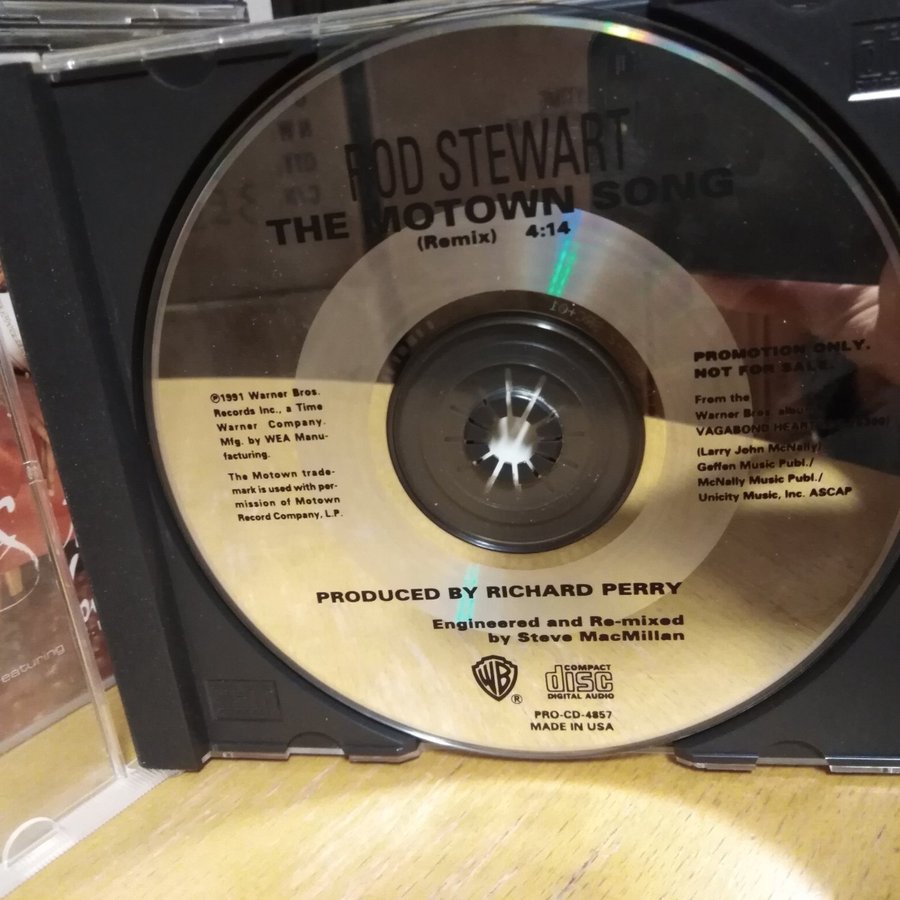 ROD STEWART
THE MOTOWN SONG
(Remix) 4:14
PROMOTION ONLY.
NOT FOR SALE.
℗1991 Warner Bros.
Records Inc., a Time
Warner Company.
Mfg. by WEA Manu-
facturing.
The Motown trade-
mark is used with per-
mission of Motown
Record Company, L.P.
From the
Warner Bros. album
VAGABOND HEART
(Larry John McNally)
Geffen Music Publ./
McNally Music Publ./
Unicity Music, Inc. ASCAP
PRODUCED BY RICHARD PERRY
Engineered and Re-mixed
by Steve MacMillan
WB ®
COMPACT
disc
DIGITAL AUDIO
PRO-CD-4857
MADE IN USA
eaturing